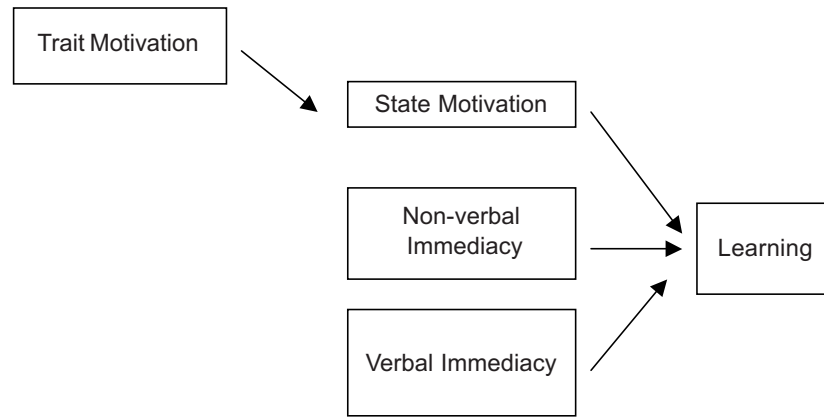 Trait Motivation
State Motivation
Non-verbal
Immediacy
Learning
Verbal Immediacy